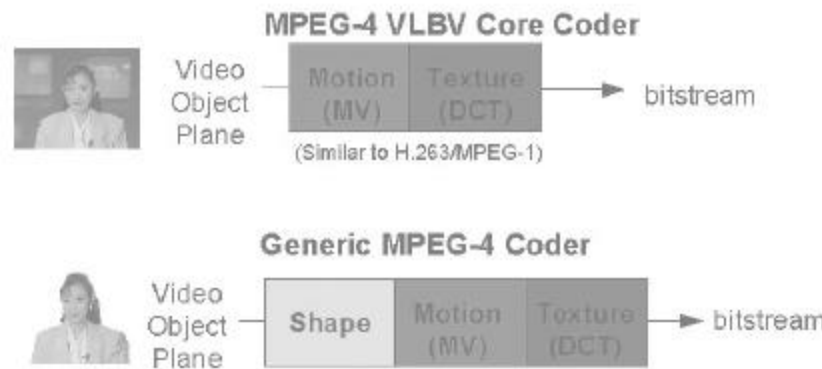 MPEG-4 VLBV Core Coder
Video
Object
Plane
Motion
(MV)
Texture
(DCT)
bitstream
(Similar to H.263/MPEG-1)
Generic MPEG-4 Coder
Video
Object
Plane
Shape
Motion
(MV)
Texture
(DCT)
bitstream